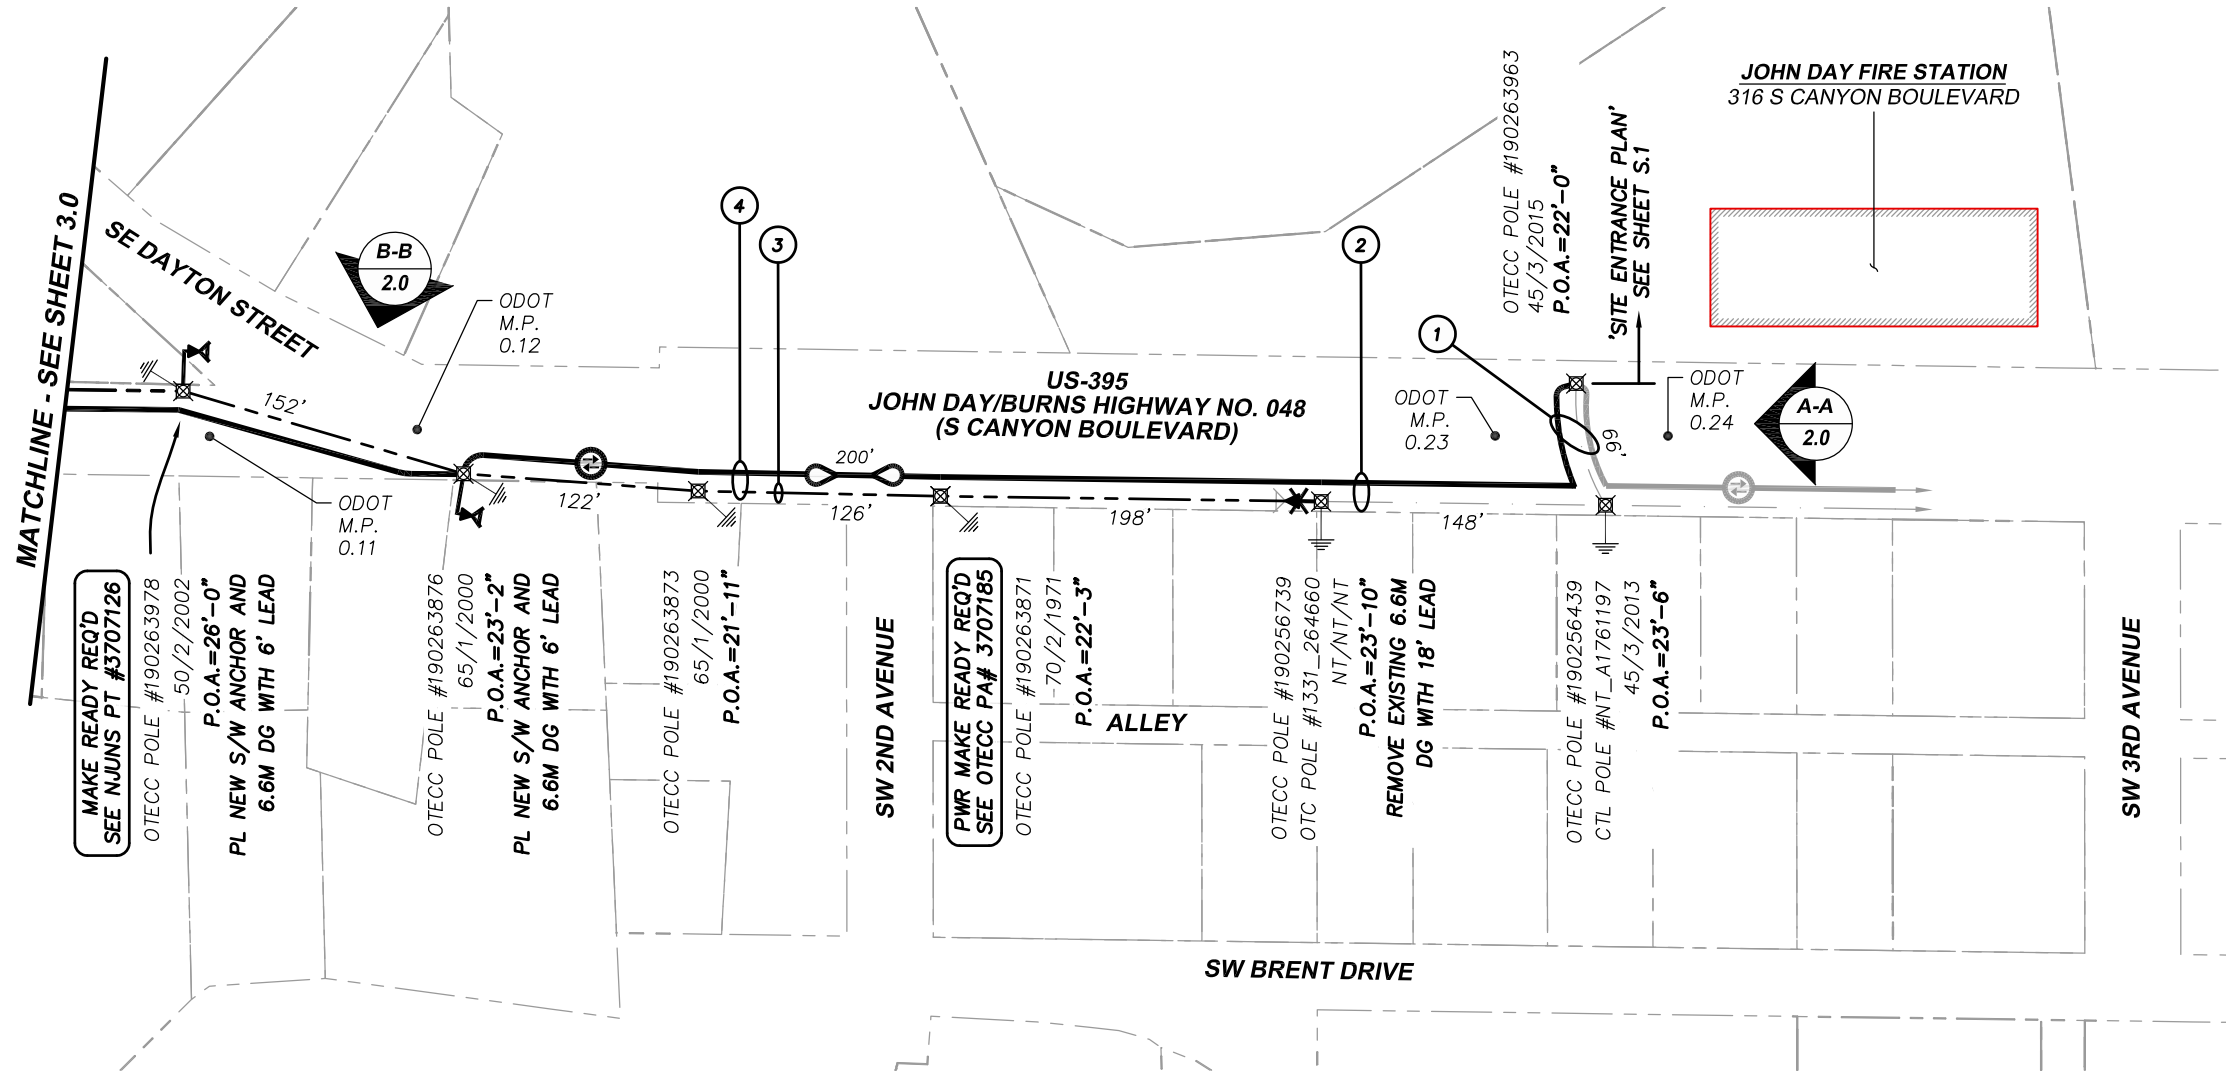 MATCHLINE - SEE SHEET 3.0
SE DAYTON STREET
B-B
2.0
ODOT
M.P.
0.12
152'
ODOT
M.P.
0.11
122'
4
3
200'
126'
US-395
JOHN DAY/BURNS HIGHWAY NO. 048
(S CANYON BOULEVARD)
198'
2
1
ODOT
M.P.
0.23
148'
OTECC POLE #190263963
45/3/2015
P.O.A.=22'-0"
'SITE ENTRANCE PLAN'
SEE SHEET S.1
66'
ODOT
M.P.
0.24
A-A
2.0
JOHN DAY FIRE STATION
316 S CANYON BOULEVARD
MAKE READY REQ'D
SEE NJUNS PT #3707126
OTECC POLE #190263978
50/2/2002
P.O.A.=26'-0"
PL NEW S/W ANCHOR AND
6.6M DG WITH 6' LEAD
OTECC POLE #190263876
65/1/2000
P.O.A.=23'-2"
PL NEW S/W ANCHOR AND
6.6M DG WITH 6' LEAD
OTECC POLE #190263873
65/1/2000
P.O.A.=21'-11"
SW 2ND AVENUE
PWR MAKE READY REQ'D
SEE OTECC PA# 3707185
OTECC POLE #190263871
70/2/1971
P.O.A.=22'-3"
ALLEY
OTECC POLE #190256739
OTC POLE #1331_264660
NT/NT/NT
P.O.A.=23'-10"
REMOVE EXISTING 6.6M
DG WITH 18' LEAD
OTECC POLE #190256439
CTL POLE #NT_A1761197
45/3/2013
P.O.A.=23'-6"
SW 3RD AVENUE
SW BRENT DRIVE